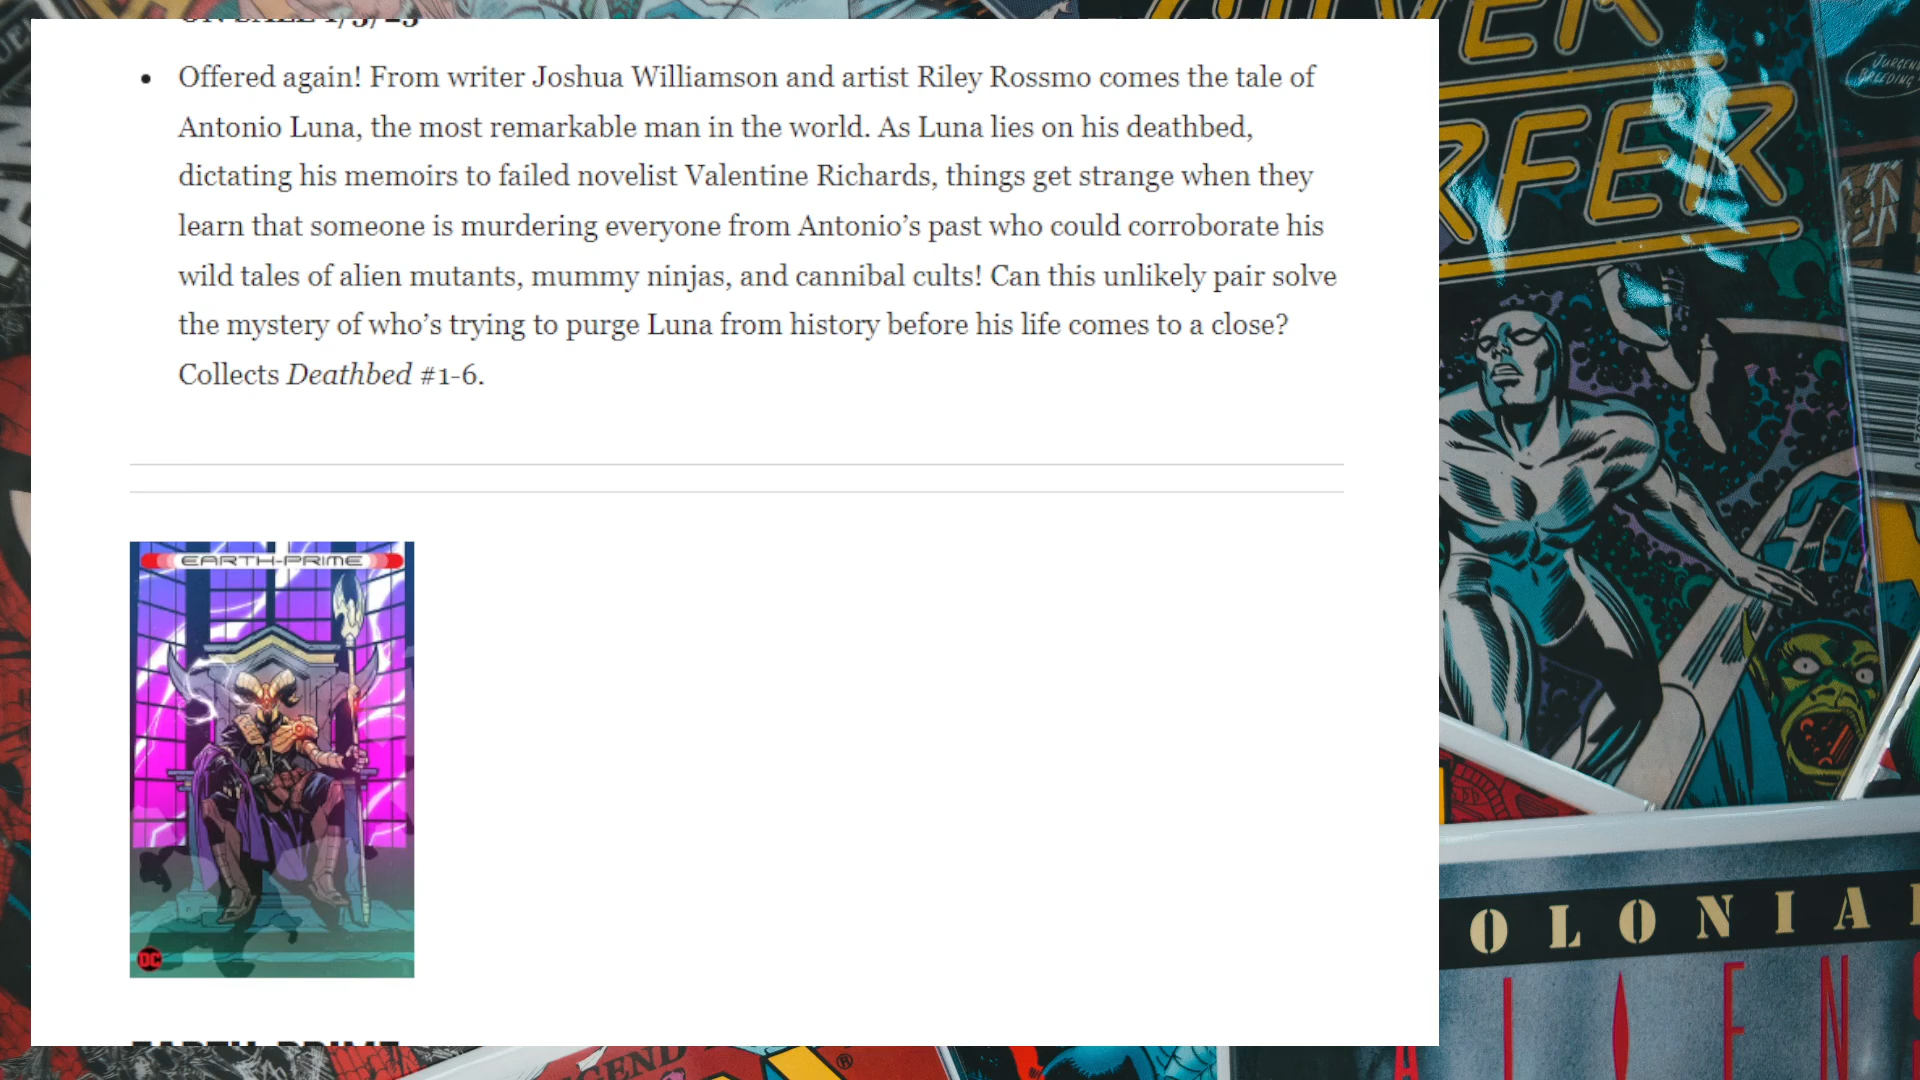 Offered again! From writer Joshua Williamson and artist Riley Rossmo comes the tale of
Antonio Luna, the most remarkable man in the world. As Luna lies on his deathbed,
dictating his memoirs to failed novelist Valentine Richards, things get strange when they
learn that someone is murdering everyone from Antonio’s past who could corroborate his
wild tales of alien mutants, mummy ninjas, and cannibal cults! Can this unlikely pair solve
the mystery of who’s trying to purge Luna from history before his life comes to a close?
Collects Deathbed #1-6.
EARTH-PRIME
DC
EARTH-PRIME
OLONIA
ALIEN